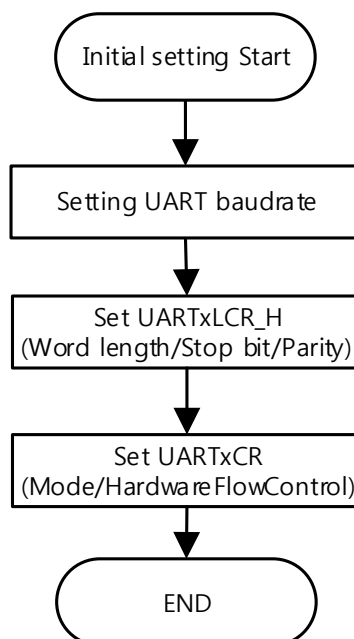 Initial setting Start
Setting UART baudrate
Set UARTxLCR_H
(Word length/Stop bit/Parity)
Set UARTxCR
(Mode/HardwareFlowControl)
END